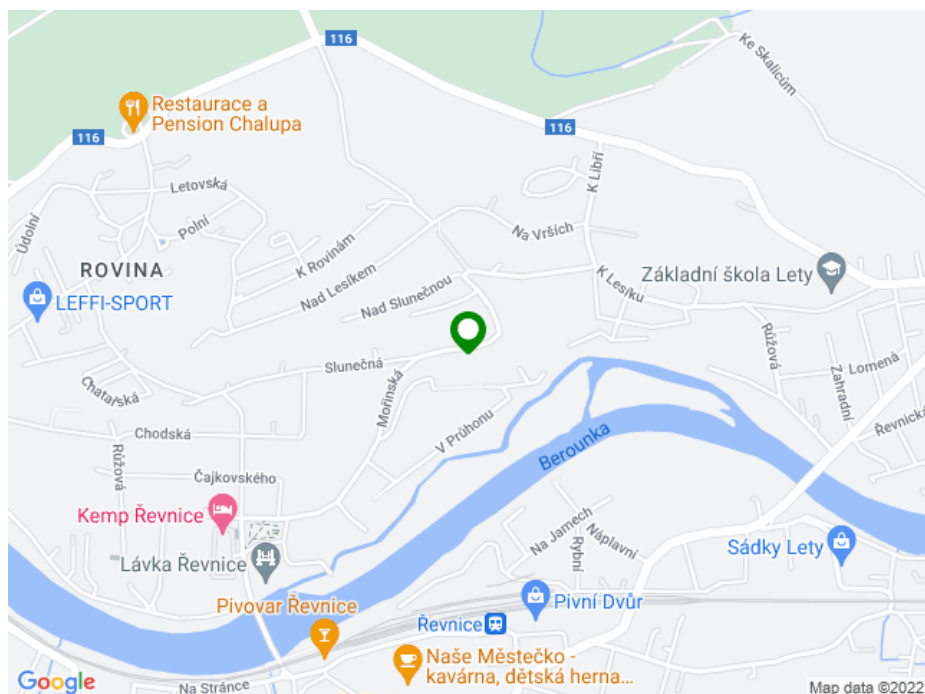 116
Ke Skalicům
Restaurace a
Pension Chalupa
116
116
K Libří
Letovská
Polní
Údolní
Na Vršich
K Rovinám
ROVINA
Nad Lesíkem
K Lesíku
Základní škola Lety
LEFFI-SPORT
Nad Slunečnou
Růžová
Lomená
Zahradní
Slunečná
Mořinská
Chatařská
Řevnická
V Průhonu
Chodská
Berounka
Růžová
Čajkovského
Kemp Řevnice
Na Jamech
Náplavní
Rybní
Sádky Lety
Lávka Řevnice
Pivovar Řevnice
Pivní Dvůr
Řevnice
Naše Městečko -
kavárna, dětská herna...
Google
Na Stránce
Map data ©2022